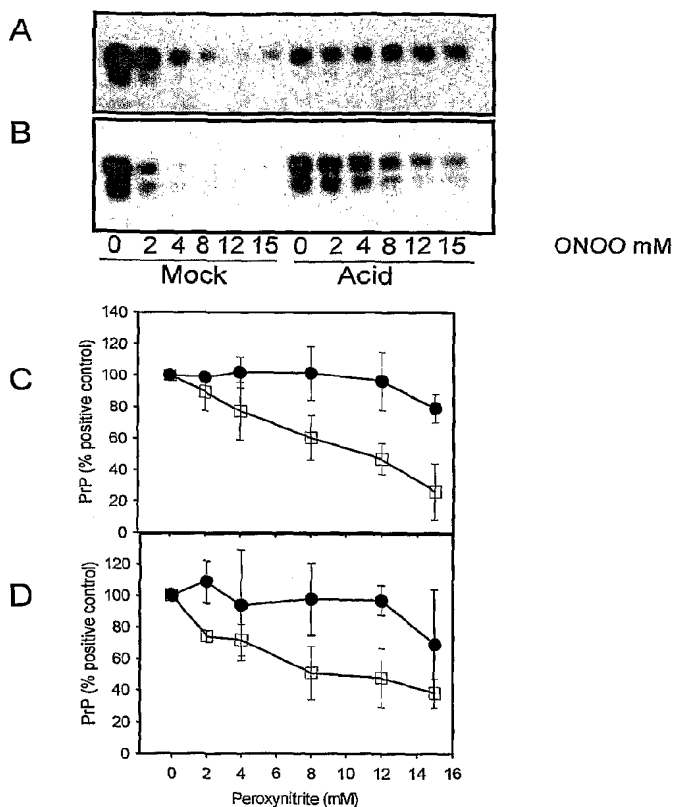 A
B
0 2 4 8 12 15 0 2 4 8 12 15 ONOO mM
Mock Acid
C
PrP (% positive control)
140
120
100
80
60
40
20
0
D
PrP (% positive control)
120
100
80
60
40
20
0
0 2 4 6 8 10 12 14 16
Peroxynitrite (mM)